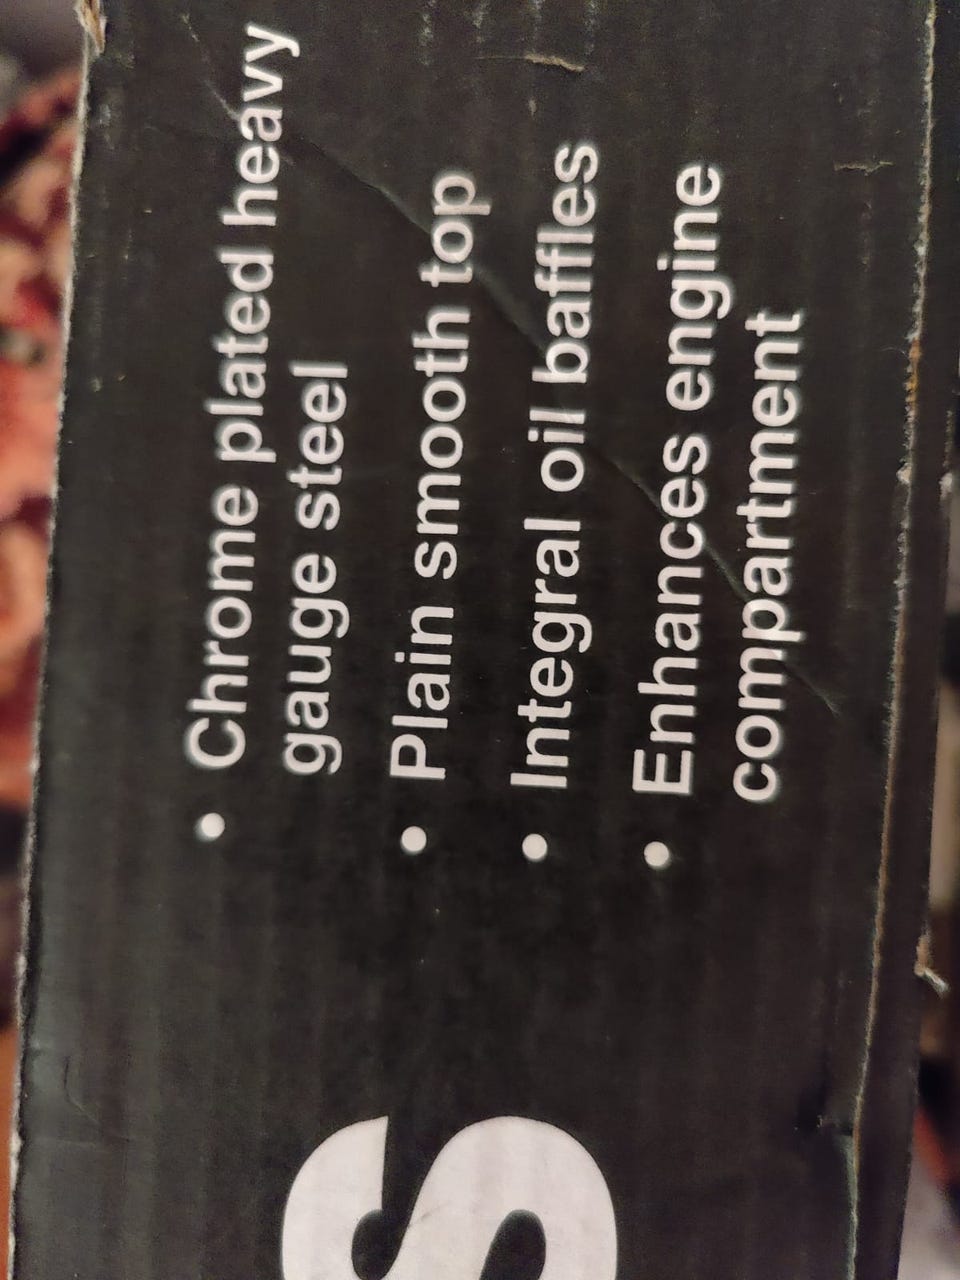 • Chrome plated heavy
gauge steel
• Plain smooth top
• Integral oil baffles
• Enhances engine
compartment
S